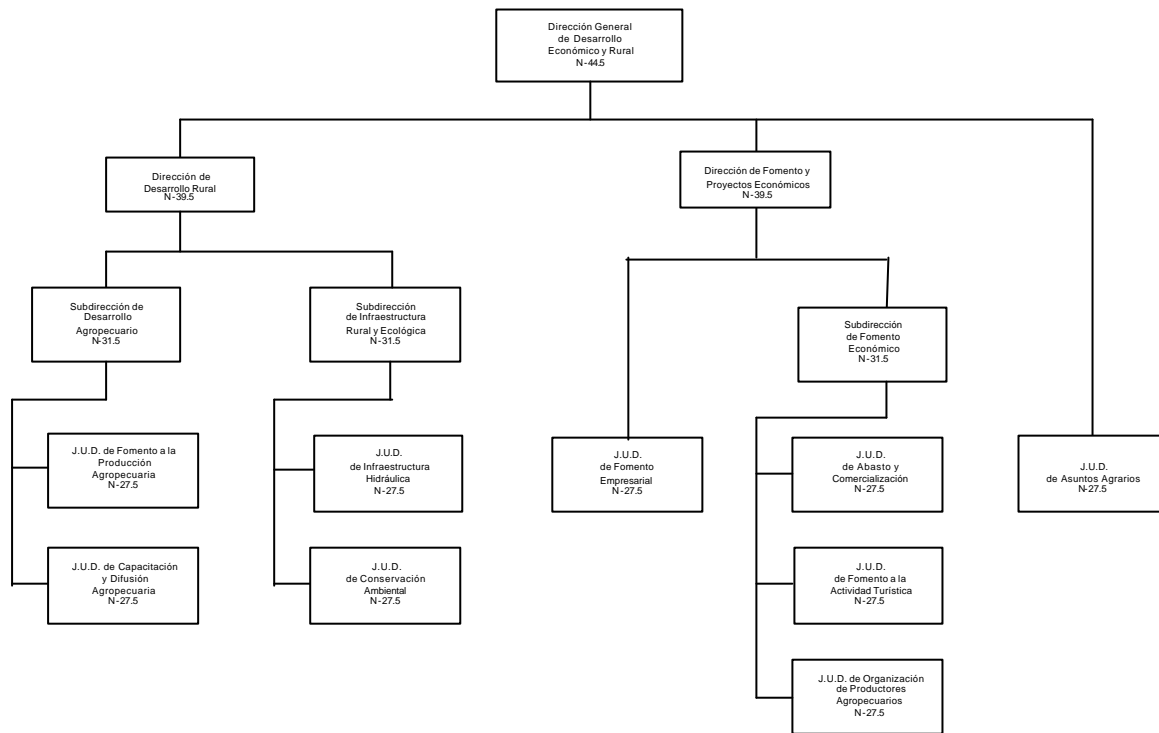 Dirección General
de Desarrollo
Económico y Rural
N-44.5
Dirección de
Desarrollo Rural
N-39.5
Dirección de Fomento y
Proyectos Económicos
N-39.5
Subdirección de
Desarrollo
Agropecuario
N-31.5
Subdirección
de Infraestructura
Rural y Ecológica
N-31.5
Subdirección
de Fomento
Económico
N-31.5
J.U.D. de Fomento a la
Producción
Agropecuaria
N-27.5
J.U.D.
de Infraestructura
Hidráulica
N-27.5
J.U.D.
de Fomento
Empresarial
N-27.5
J.U.D.
de Abasto y
Comercialización
N-27.5
J.U.D.
de Asuntos Agrarios
N-27.5
J.U.D. de Capacitación
y Difusión
Agropecuaria
N-27.5
J.U.D.
de Conservación
Ambiental
N-27.5
J.U.D.
de Fomento a la
Actividad Turística
N-27.5
J.U.D. de Organización
de Productores
Agropecuarios
N-27.5